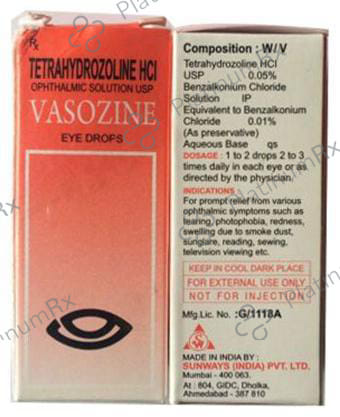 Rx
TETRAHYDROZOLINE HCl
OPHTHALMIC SOLUTION USP
VASOZINE
EYE DROPS
Composition : W/V
Tetrahydrozoline HCl
USP 0.05%
Benzalkonium Chloride
Solution IP
Equivalent to Benzalkonium
Chloride 0.01%
(As preservative)
Aqueous Base qs
DOSAGE : 1 to 2 drops 2 to 3
times daily in each eye or as
directed by the physician.
INDICATIONS :
For prompt relief from various
ophthalmic symptoms such as
tearing, photophobia, redness,
swelling due to smoke dust,
sunglare, reading, sewing,
television viewing etc.
KEEP IN COOL DARK PLACE
FOR EXTERNAL USE ONLY
NOT FOR INJECTION
Mfg.Lic. No. :G/1118A
MADE IN INDIA BY :
SUNWAYS (INDIA) PVT. LTD.
Mumbai - 400 063.
At : 804, GIDC, Dholka,
Ahmedabad - 387 810
PlatinumRx